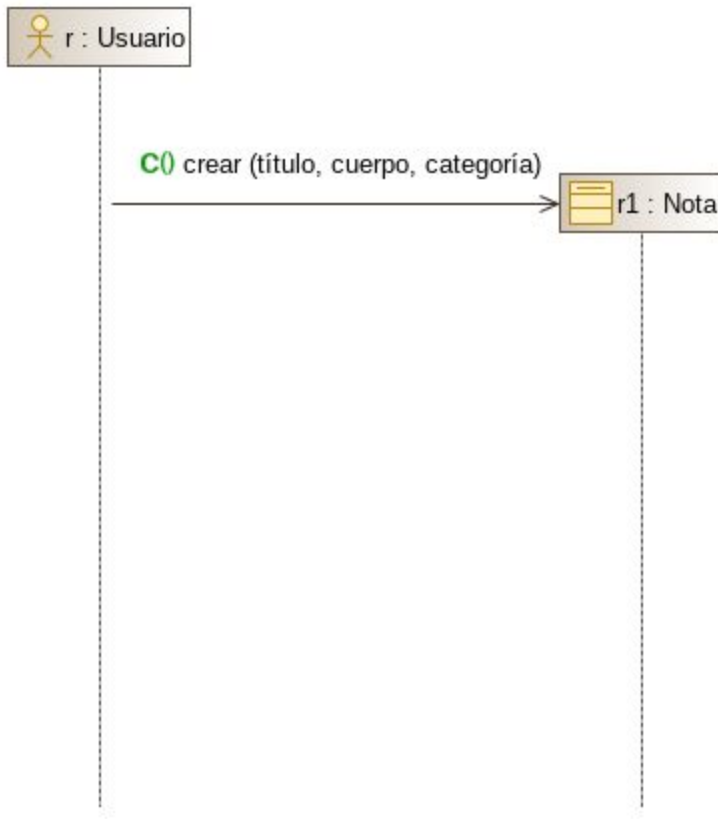 r : Usuario
C() crear (título, cuerpo, categoría)
r1 : Nota